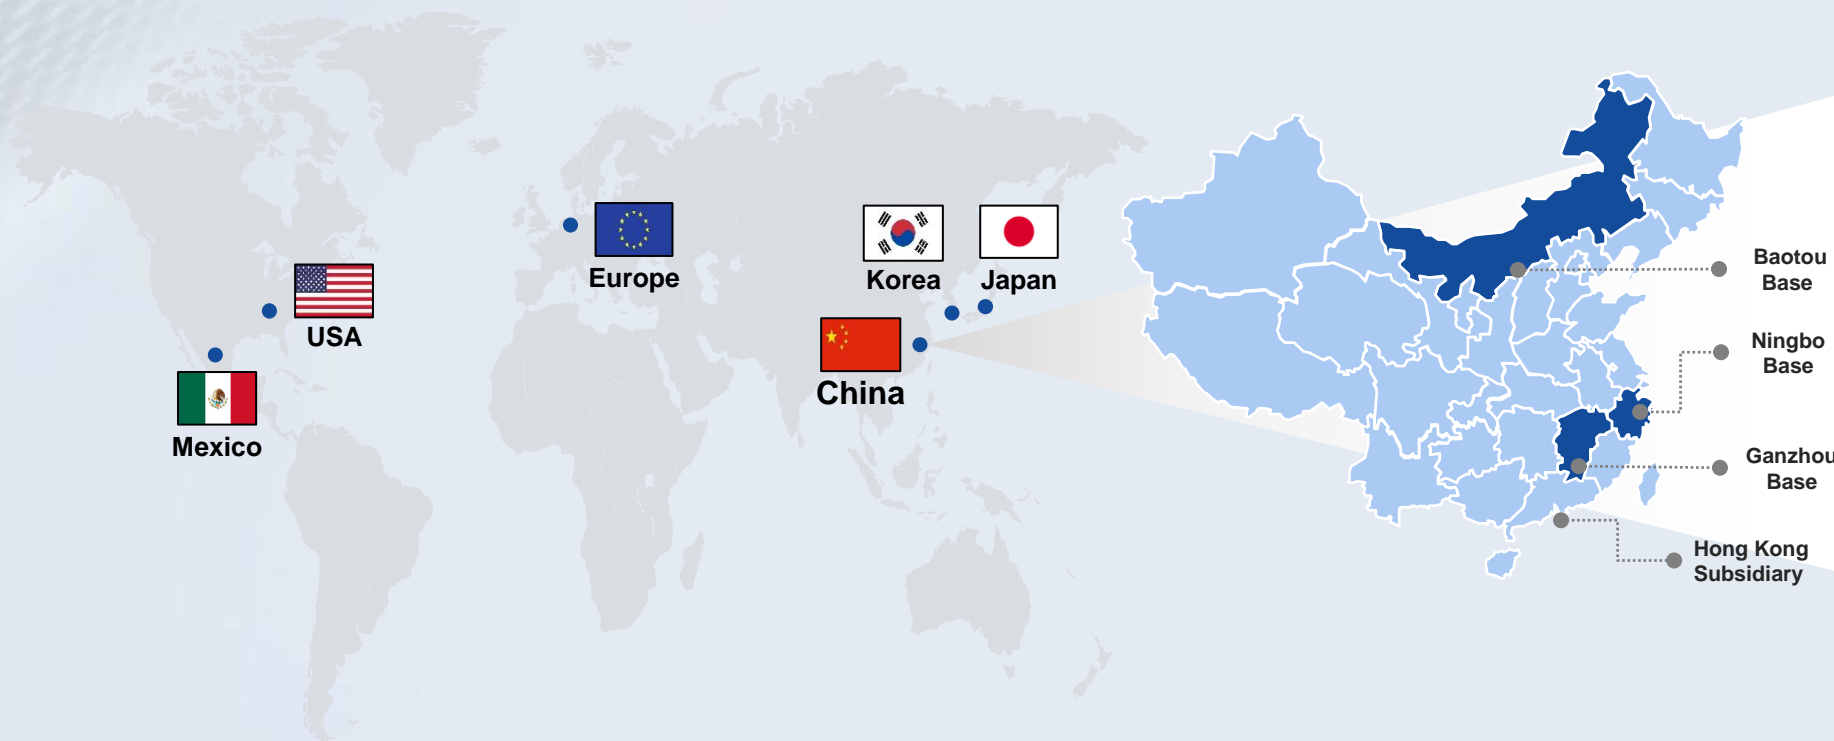 USA
Mexico
Europe
Korea
Japan
China
Baotou
Base
Ningbo
Base
Ganzhou
Base
Hong Kong
Subsidiary